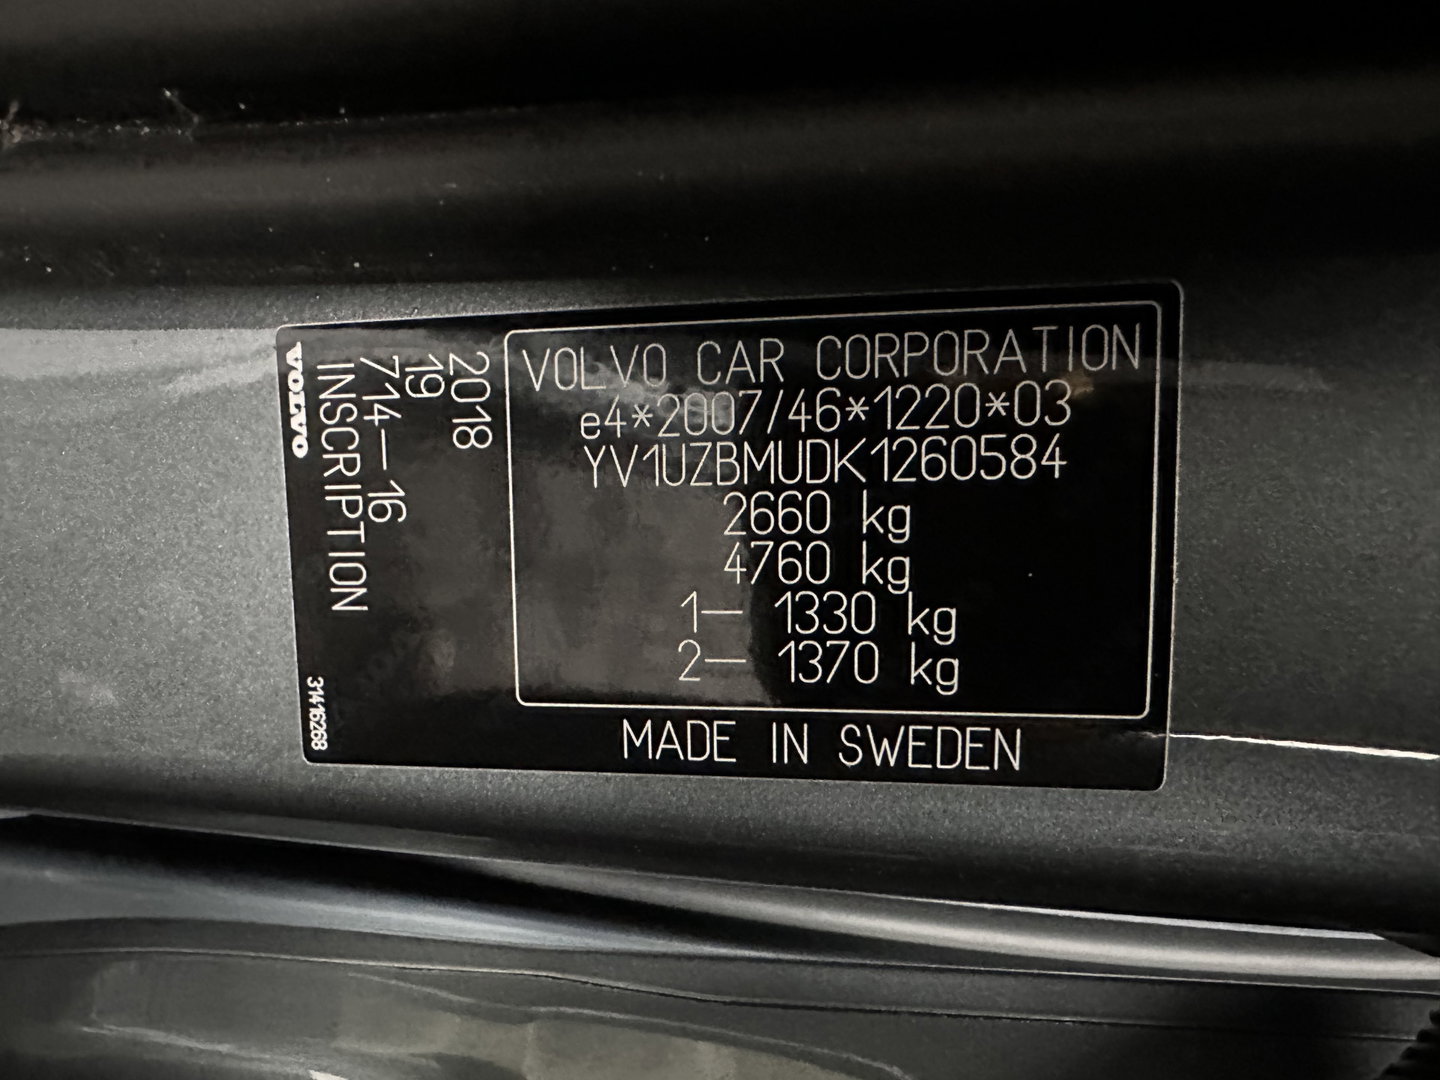 VOLVO CAR CORPORATION
e4*2007/46*1220*03
YV1UZBMUDK1260584
2660 kg
4760 kg
1— 1330 kg
2— 1370 kg
MADE IN SWEDEN
2018
19
714—16
INSCRIPTION
VOLVO
31416268